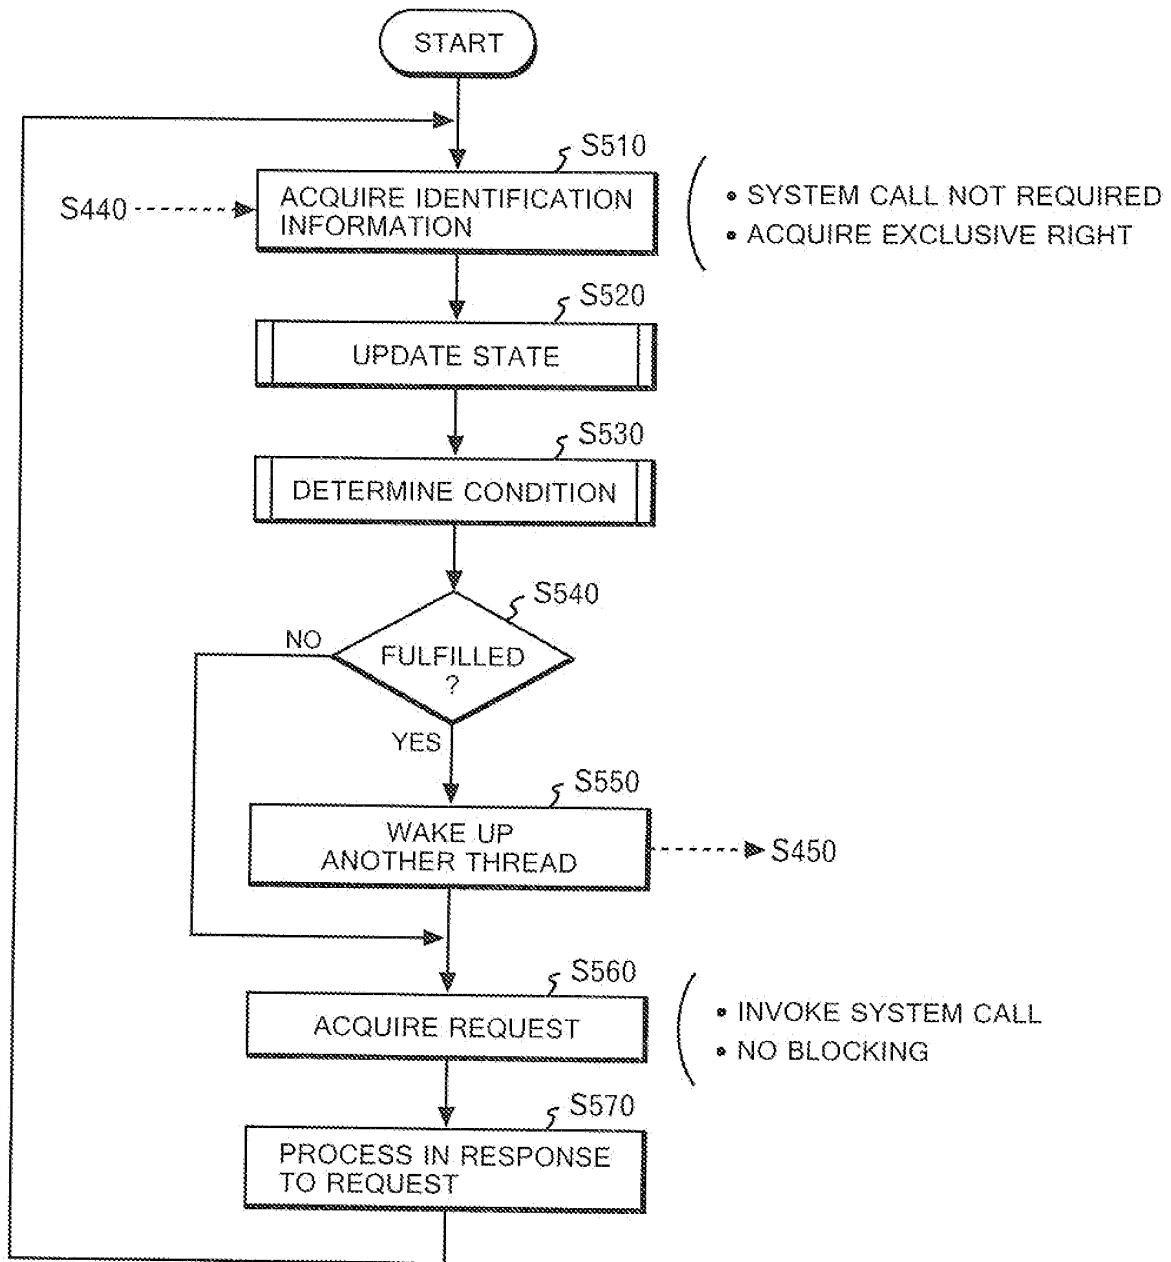 START
S510
ACQUIRE IDENTIFICATION
INFORMATION
S440
• SYSTEM CALL NOT REQUIRED
• ACQUIRE EXCLUSIVE RIGHT
S520
UPDATE STATE
S530
DETERMINE CONDITION
S540
NO
FULFILLED
?
YES
S550
WAKE UP
ANOTHER THREAD
S450
S560
ACQUIRE REQUEST
• INVOKE SYSTEM CALL
• NO BLOCKING
S570
PROCESS IN RESPONSE
TO REQUEST